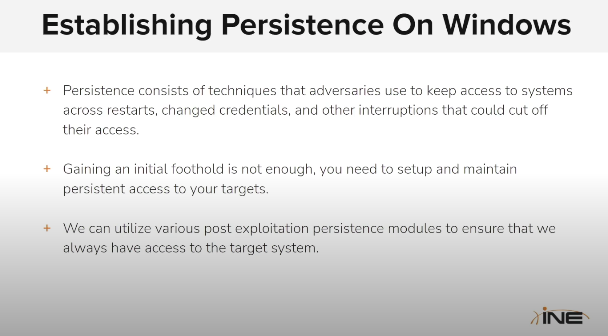 Establishing Persistence On Windows
+ Persistence consists of techniques that adversaries use to keep access to systems
across restarts, changed credentials, and other interruptions that could cut off
their access.
+ Gaining an initial foothold is not enough, you need to setup and maintain
persistent access to your targets.
+ We can utilize various post exploitation persistence modules to ensure that we
always have access to the target system.
INE